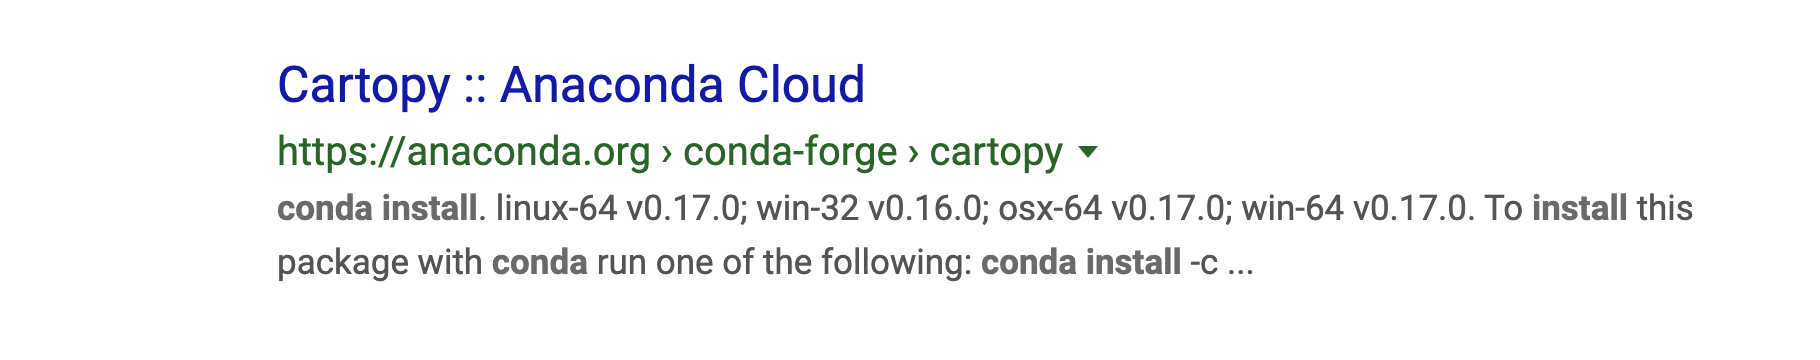 Cartopy :: Anaconda Cloud
https://anaconda.org › conda-forge › cartopy
conda install. linux-64 v0.17.0; win-32 v0.16.0; osx-64 v0.17.0; win-64 v0.17.0. To install this
package with conda run one of the following: conda install -c ...